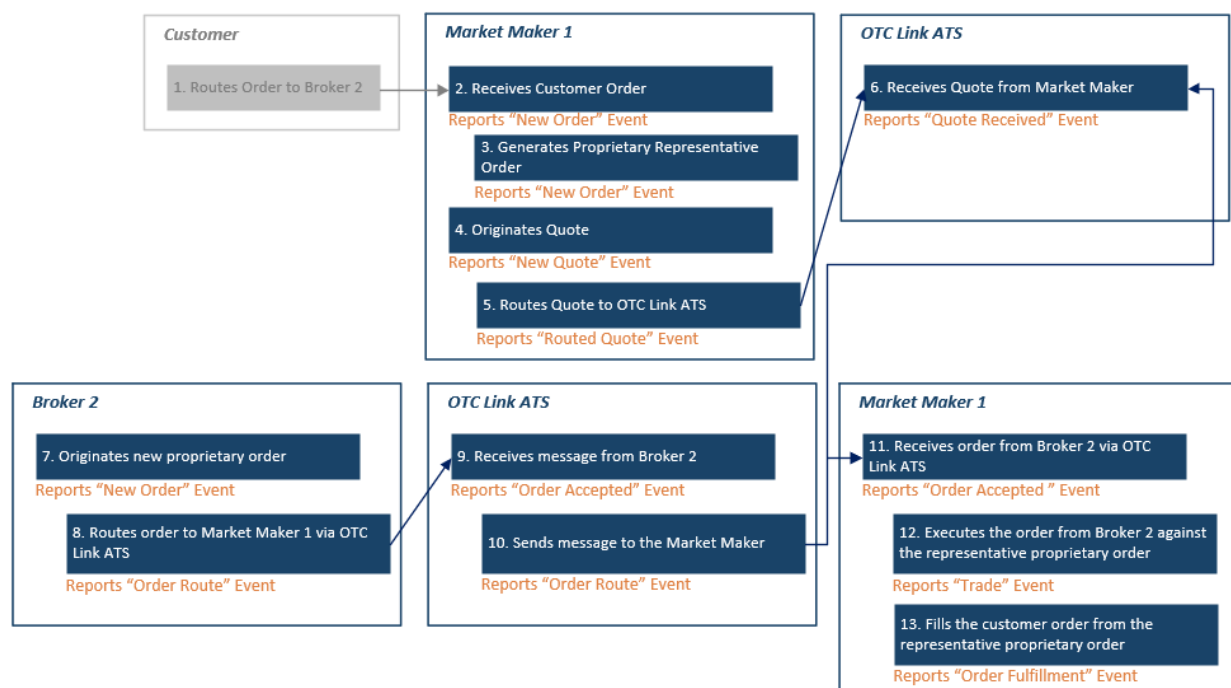 Customer
1. Routes Order to Broker 2
Market Maker 1
2. Receives Customer Order
Reports “New Order” Event
3. Generates Proprietary Representative
Order
Reports “New Order” Event
4. Originates Quote
Reports “New Quote” Event
5. Routes Quote to OTC Link ATS
Reports “Routed Quote” Event
OTC Link ATS
6. Receives Quote from Market Maker
Reports “Quote Received” Event
Broker 2
7. Originates new proprietary order
Reports “New Order” Event
8. Routes order to Market Maker 1 via OTC
Link ATS
Reports “Order Route” Event
OTC Link ATS
9. Receives message from Broker 2
Reports “Order Accepted” Event
10. Sends message to the Market Maker
Reports “Order Route” Event
Market Maker 1
11. Receives order from Broker 2 via OTC
Link ATS
Reports “Order Accepted ” Event
12. Executes the order from Broker 2 against
the representative proprietary order
Reports “Trade” Event
13. Fills the customer order from the
representative proprietary order
Reports “Order Fulfillment” Event